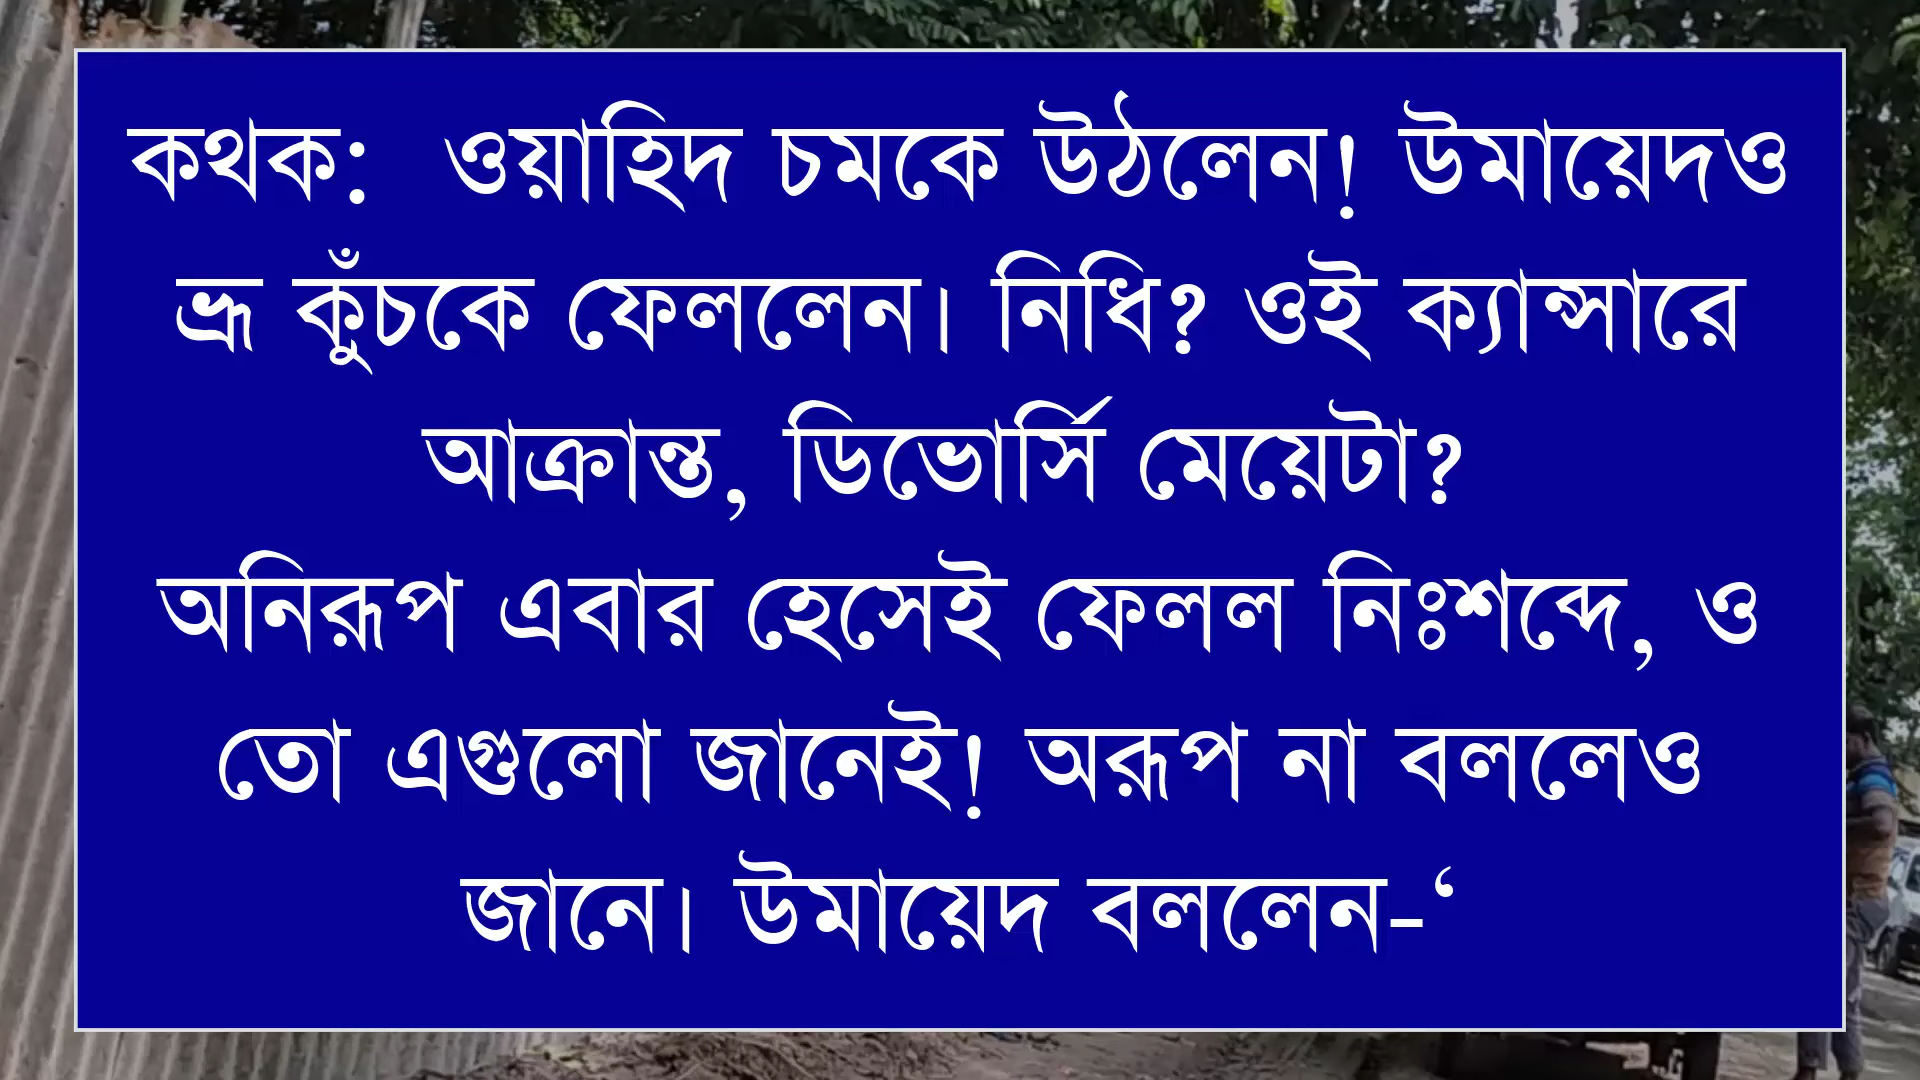 কথক:  ওয়াহিদ চমকে উঠলেন! উমায়েদও
ভ্রূ কুঁচকে ফেললেন। নিধি? ওই ক্যান্সারে
আক্রান্ত, ডিভোর্সি মেয়েটা?
অনিরূপ এবার হেসেই ফেলল নিঃশব্দে, ও
তো এগুলো জানেই! অরূপ না বললেও
জানে। উমায়েদ বললেন-‘